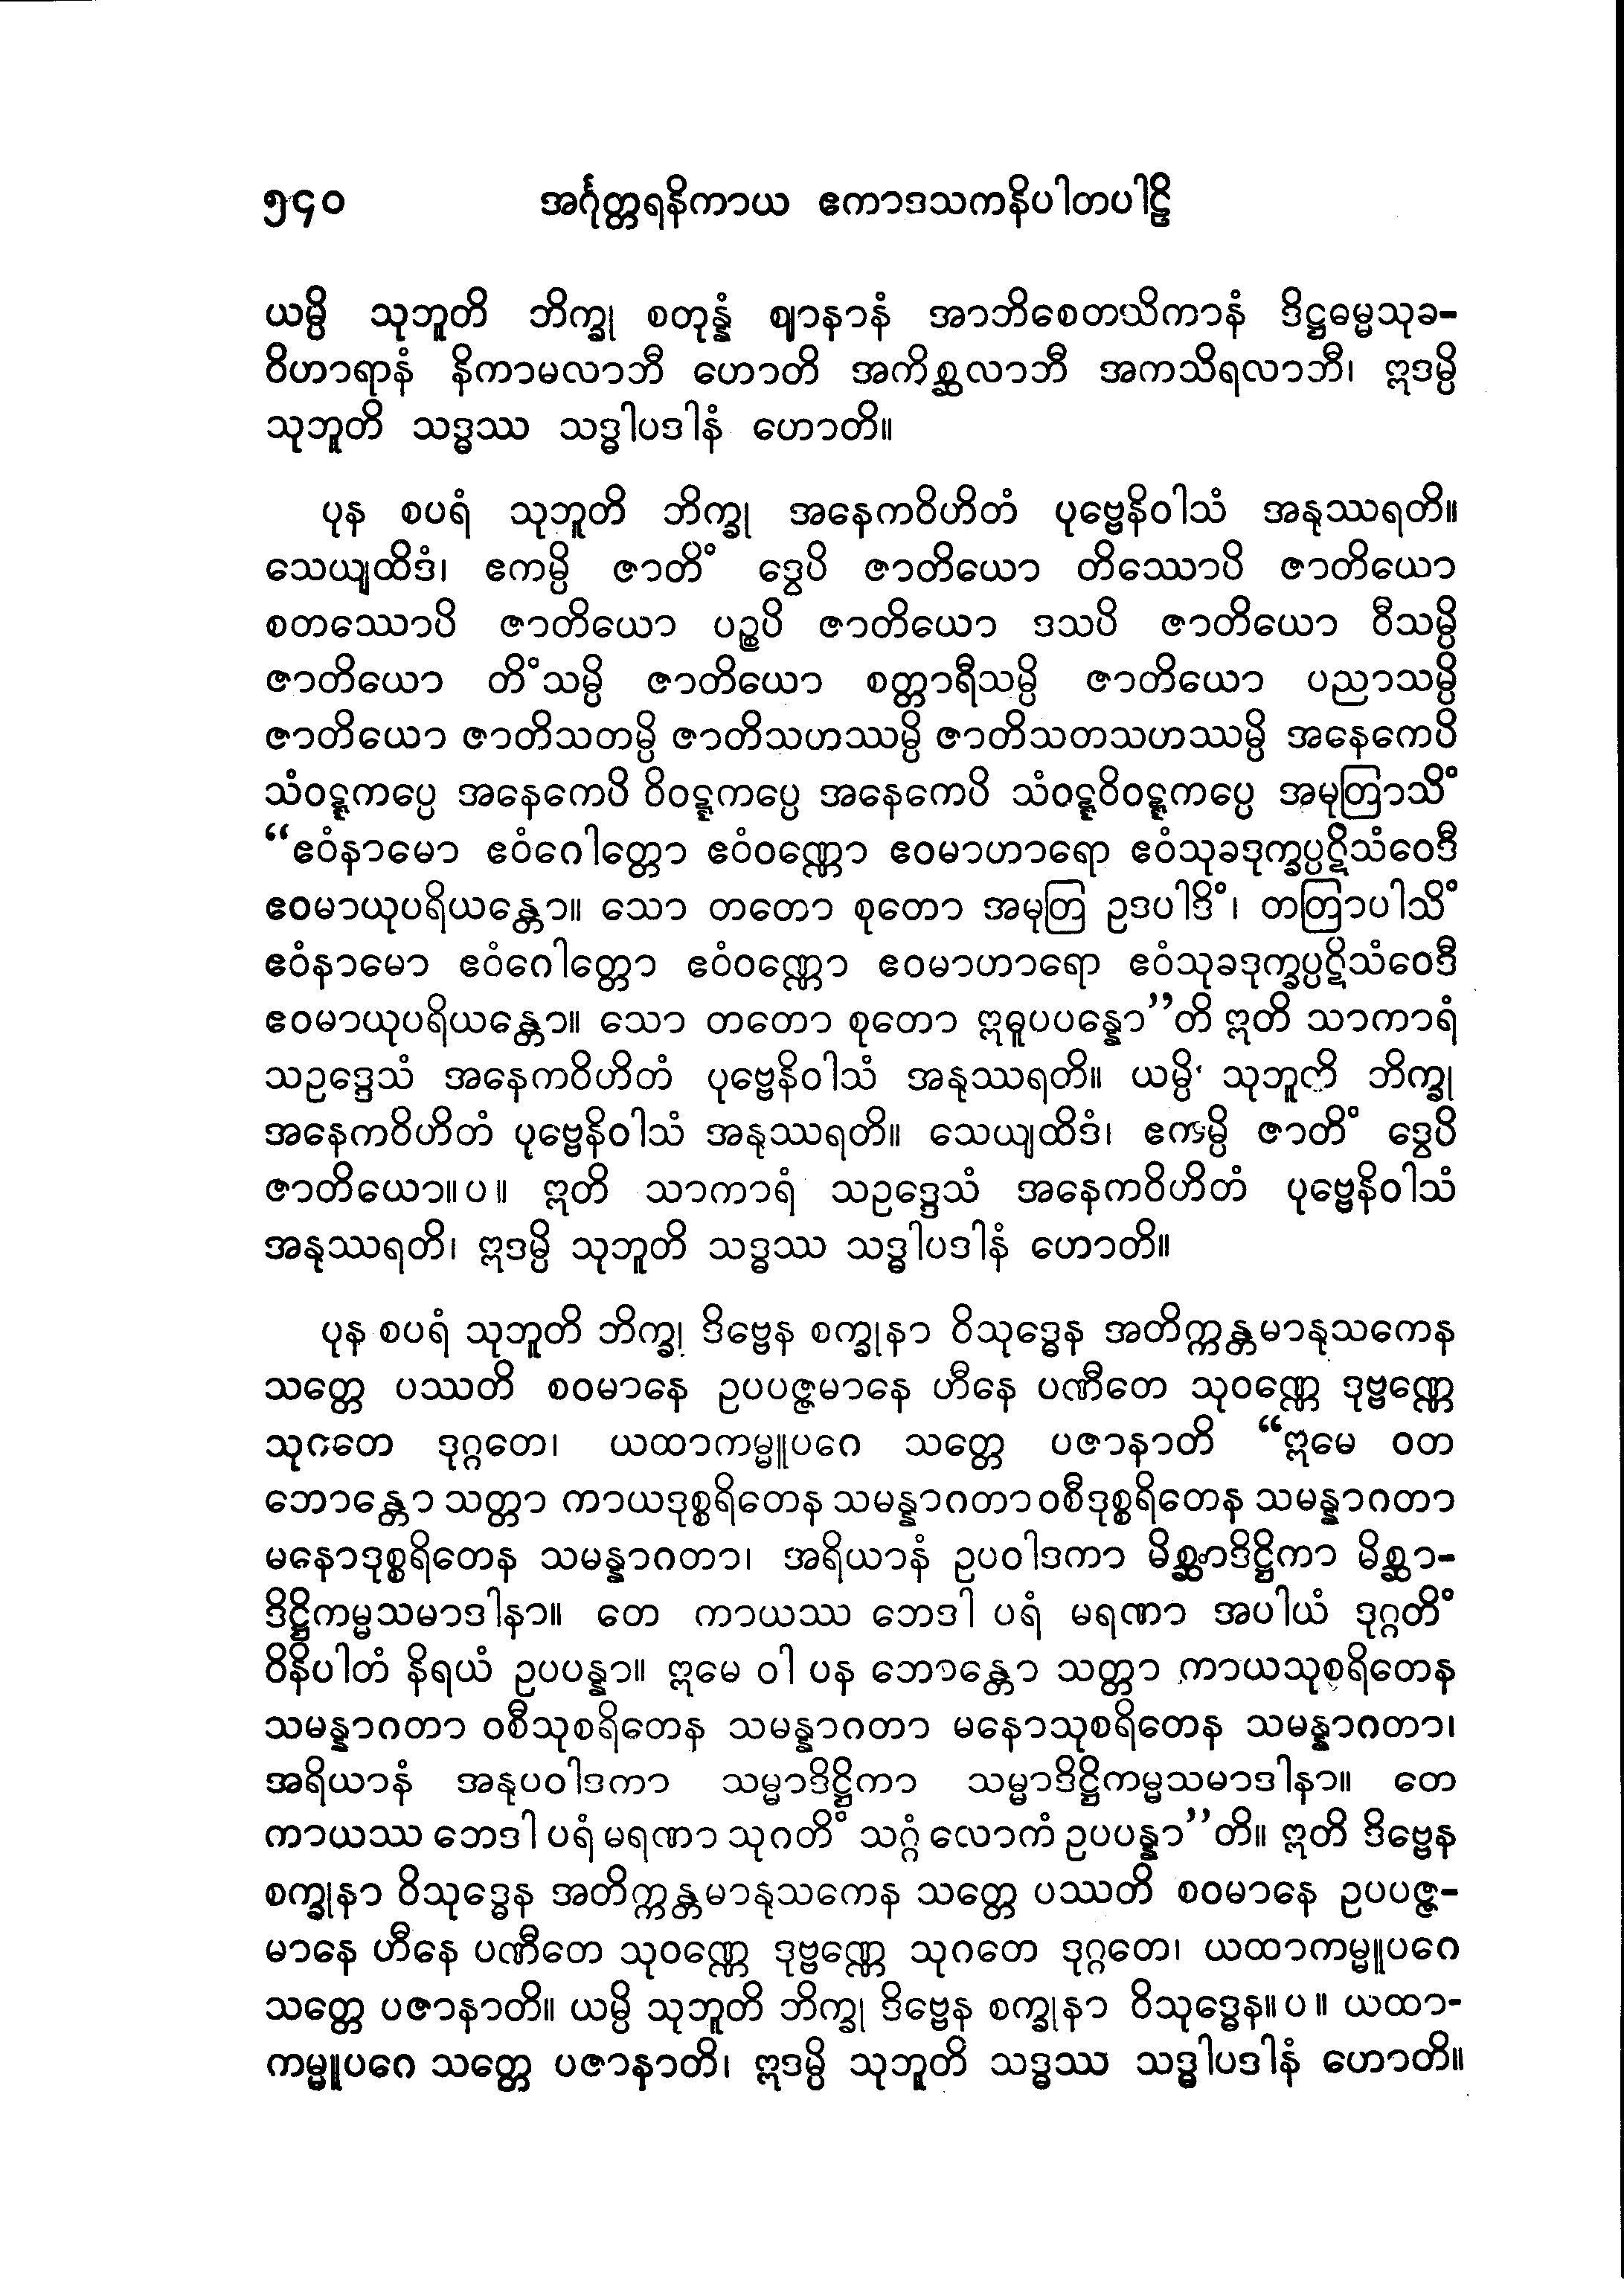 ၅၄၀ အင်္ဂုတ္တရနိကာယ ဧကာဒသကနိပါတပါဠိ
ယမ္ပိ သုဘူတိ ဘိက္ခု စတုန္နံ ဈာနာနံ အာဘိစေတသိကာနံ ဒိဋ္ဌဓမ္မသုခ-
ဝိဟာရာနံ နိကာမလာဘီ ဟောတိ အကိစ္ဆလာဘီ အကသိရလာဘီ၊ ဣဒမ္ပိ
သုဘူတိ သဒ္ဓဿ သဒ္ဓါပဒါနံ ဟောတိ။
ပုန စပရံ သုဘူတိ ဘိက္ခု အနေကဝိဟိတံ ပုဗ္ဗေနိဝါသံ အနုဿရတိ။
သေယျထိဒံ၊ ဧကမ္ပိ ဇာတိံ ဒွေပိ ဇာတိယော တိဿောပိ ဇာတိယော
စတဿောပိ ဇာတိယော ပဉ္စပိ ဇာတိယော ဒသပိ ဇာတိယော ဝီသမ္ပိ
ဇာတိယော တိံသမ္ပိ ဇာတိယော စတ္တာရီသမ္ပိ ဇာတိယော ပညာသမ္ပိ
ဇာတိယော ဇာတိသတမ္ပိ ဇာတိသဟဿမ္ပိ ဇာတိသတသဟဿမ္ပိ အနေကေပိ
သံဝဋ္ဋကပ္ပေ အနေကေပိ ဝိဝဋ္ဋကပ္ပေ အနေကေပိ သံဝဋ္ဋဝိဝဋ္ဋကပ္ပေ အမုတြာသိံ
“ဧဝံနာမော ဧဝံဂေါတ္တော ဧဝံဝဏ္ဏော ဧဝမာဟာရော ဧဝံသုခဒုက္ခပ္ပဋိသံဝေဒီ
ဧဝမာယုပရိယန္တော။ သော တတော စုတော အမုတြ ဥဒပါဒိံ၊ တတြာပါသိံ
ဧဝံနာမော ဧဝံဂေါတ္တော ဧဝံဝဏ္ဏော ဧဝမာဟာရော ဧဝံသုခဒုက္ခပ္ပဋိသံဝေဒီ
ဧဝမာယုပရိယန္တော။ သော တတော စုတော ဣဓူပပန္နော”တိ ဣတိ သာကာရံ
သဥဒ္ဒေသံ အနေကဝိဟိတံ ပုဗ္ဗေနိဝါသံ အနုဿရတိ။ ယမ္ပိ သုဘူတိ ဘိက္ခု
အနေကဝိဟိတံ ပုဗ္ဗေနိဝါသံ အနုဿရတိ။ သေယျထိဒံ၊ ဧကမ္ပိ ဇာတိံ ဒွေပိ
ဇာတိယော။ပ။ ဣတိ သာကာရံ သဥဒ္ဒေသံ အနေကဝိဟိတံ ပုဗ္ဗေနိဝါသံ
အနုဿရတိ၊ ဣဒမ္ပိ သုဘူတိ သဒ္ဓဿ သဒ္ဓါပဒါနံ ဟောတိ။
ပုန စပရံ သုဘူတိ ဘိက္ခု ဒိဗ္ဗေန စက္ခုနာ ဝိသုဒ္ဓေန အတိက္ကန္တမာနုသကေန
သတ္တေ ပဿတိ စဝမာနေ ဥပပဇ္ဇမာနေ ဟီနေ ပဏီတေ သုဝဏ္ဏေ ဒုဗ္ဗဏ္ဏေ
သုဂတေ ဒုဂ္ဂတေ၊ ယထာကမ္မူပဂေ သတ္တေ ပဇာနာတိ “ဣမေ ဝတ
ဘောန္တော သတ္တာ ကာယဒုစ္စရိတေန သမန္နာဂတာ ဝစီဒုစ္စရိတေန သမန္နာဂတာ
မနောဒုစ္စရိတေန သမန္နာဂတာ၊ အရိယာနံ ဥပဝါဒကာ မိစ္ဆာဒိဋ္ဌိကာ မိစ္ဆာ-
ဒိဋ္ဌိကမ္မသမာဒါနာ။ တေ ကာယဿ ဘေဒါ ပရံ မရဏာ အပါယံ ဒုဂ္ဂတိံ
ဝိနိပါတံ နိရယံ ဥပပန္နာ။ ဣမေ ဝါ ပန ဘောန္တော သတ္တာ ကာယသုစရိတေန
သမန္နာဂတာ ဝစီသုစရိတေန သမန္နာဂတာ မနောသုစရိတေန သမန္နာဂတာ၊
အရိယာနံ အနုပဝါဒကာ သမ္မာဒိဋ္ဌိကာ သမ္မာဒိဋ္ဌိကမ္မသမာဒါနာ။ တေ
ကာယဿ ဘေဒါ ပရံ မရဏာ သုဂတိံ သဂ္ဂံ လောကံ ဥပပန္နာ”တိ။ ဣတိ ဒိဗ္ဗေန
စက္ခုနာ ဝိသုဒ္ဓေန အတိက္ကန္တမာနုသကေန သတ္တေ ပဿတိ စဝမာနေ ဥပပဇ္ဇ-
မာနေ ဟီနေ ပဏီတေ သုဝဏ္ဏေ ဒုဗ္ဗဏ္ဏေ သုဂတေ ဒုဂ္ဂတေ၊ ယထာကမ္မူပဂေ
သတ္တေ ပဇာနာတိ။ ယမ္ပိ သုဘူတိ ဘိက္ခု ဒိဗ္ဗေန စက္ခုနာ ဝိသုဒ္ဓေန။ပ။ ယထာ-
ကမ္မူပဂေ သတ္တေ ပဇာနာတိ၊ ဣဒမ္ပိ သုဘူတိ သဒ္ဓဿ သဒ္ဓါပဒါနံ ဟောတိ။